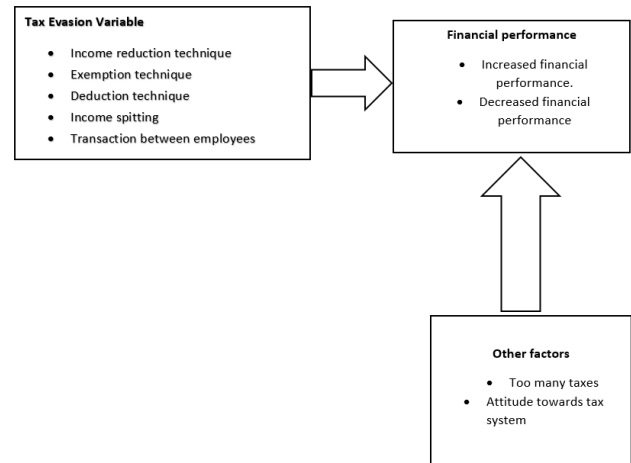 Tax Evasion Variable
Income reduction technique
Exemption technique
Deduction technique
Income spitting
Transaction between employees
Financial performance
Increased financial
performance.
Decreased financial
performance
Other factors
Too many taxes
Attitude towards tax
system